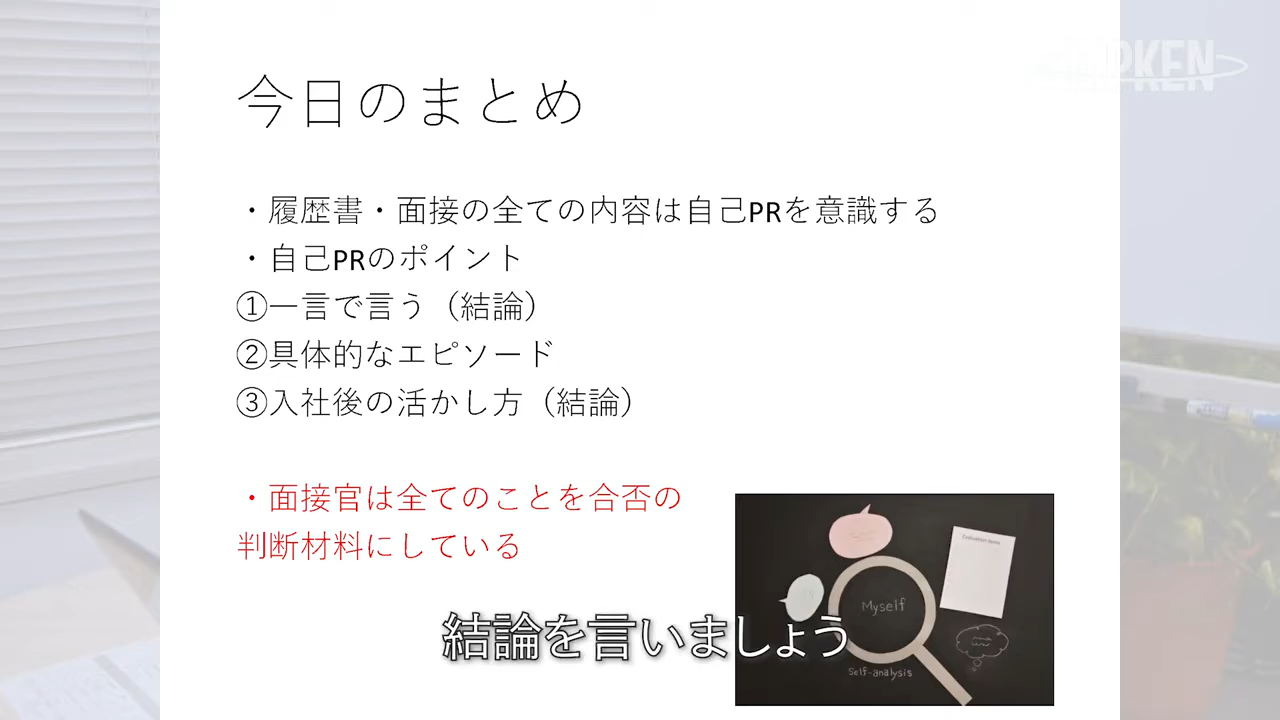 今日のまとめ
・履歴書・面接の全ての内容は自己PRを意識する
・自己PRのポイント
①一言で言う（結論）
②具体的なエピソード
③入社後の活かし方（結論）
・面接官は全てのことを合否の
判断材料にしている
Evaluation items
Myself
Self-analysis
結論を言いましょう